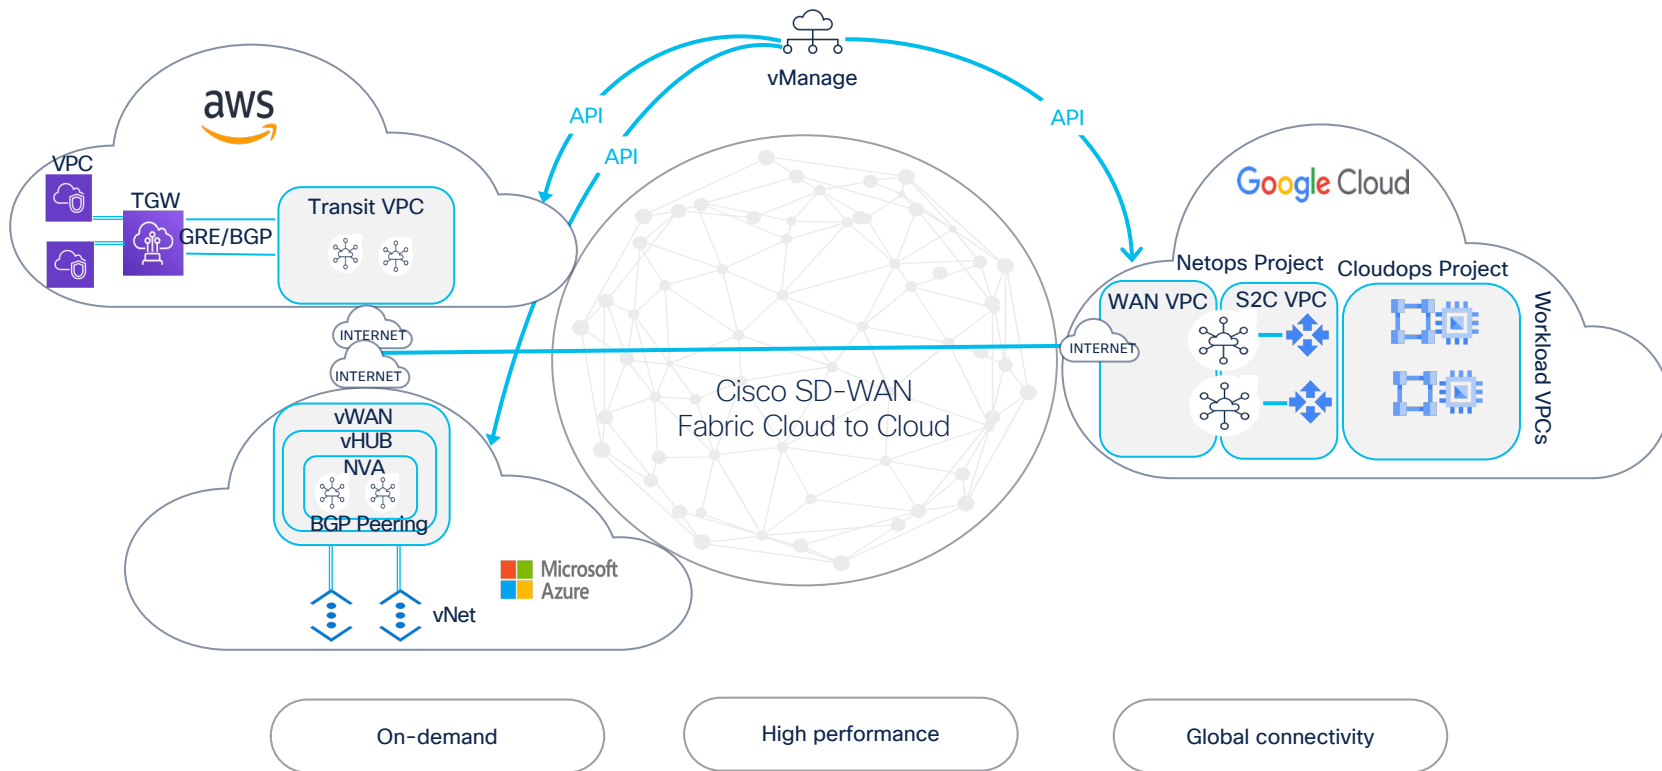 vManage
API
API
API
aws
VPC
TGW
GRE/BGP
Transit VPC
INTERNET
INTERNET
vWAN
vHUB
NVA
BGP Peering
vNet
Microsoft
Azure
Cisco SD-WAN
Fabric Cloud to Cloud
Google Cloud
Netops Project
Cloudops Project
WAN VPC
S2C VPC
INTERNET
Workload VPCs
On-demand
High performance
Global connectivity